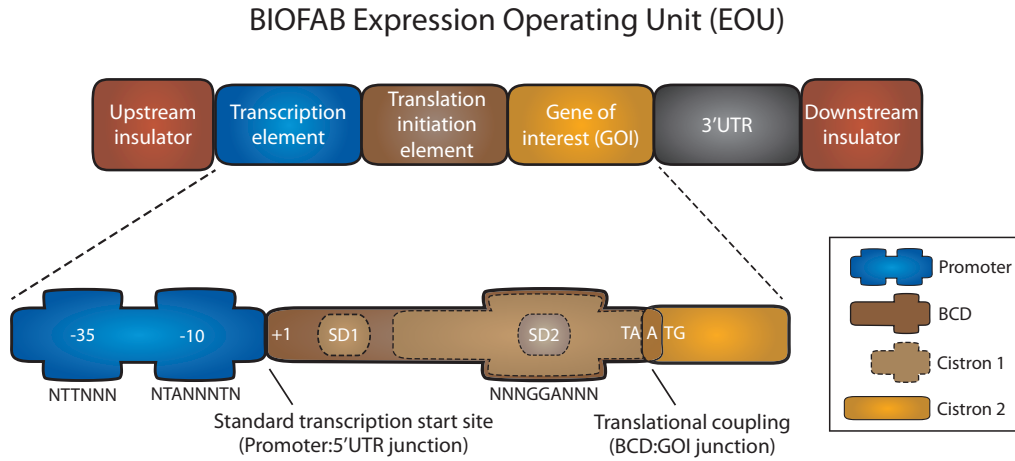 BIOFAB Expression Operating Unit (EOU)
Upstream
insulator
Transcription
element
Translation
initiation
element
Gene of
interest (GOI)
3'UTR
Downstream
insulator
-35
-10
+1
SD1
SD2
TA
A
TG
NTTNNN
NTANNNTN
NNNGGANNN
Standard transcription start site
(Promoter:5'UTR junction)
Translational coupling
(BCD:GOI junction)
Promoter
BCD
Cistron 1
Cistron 2